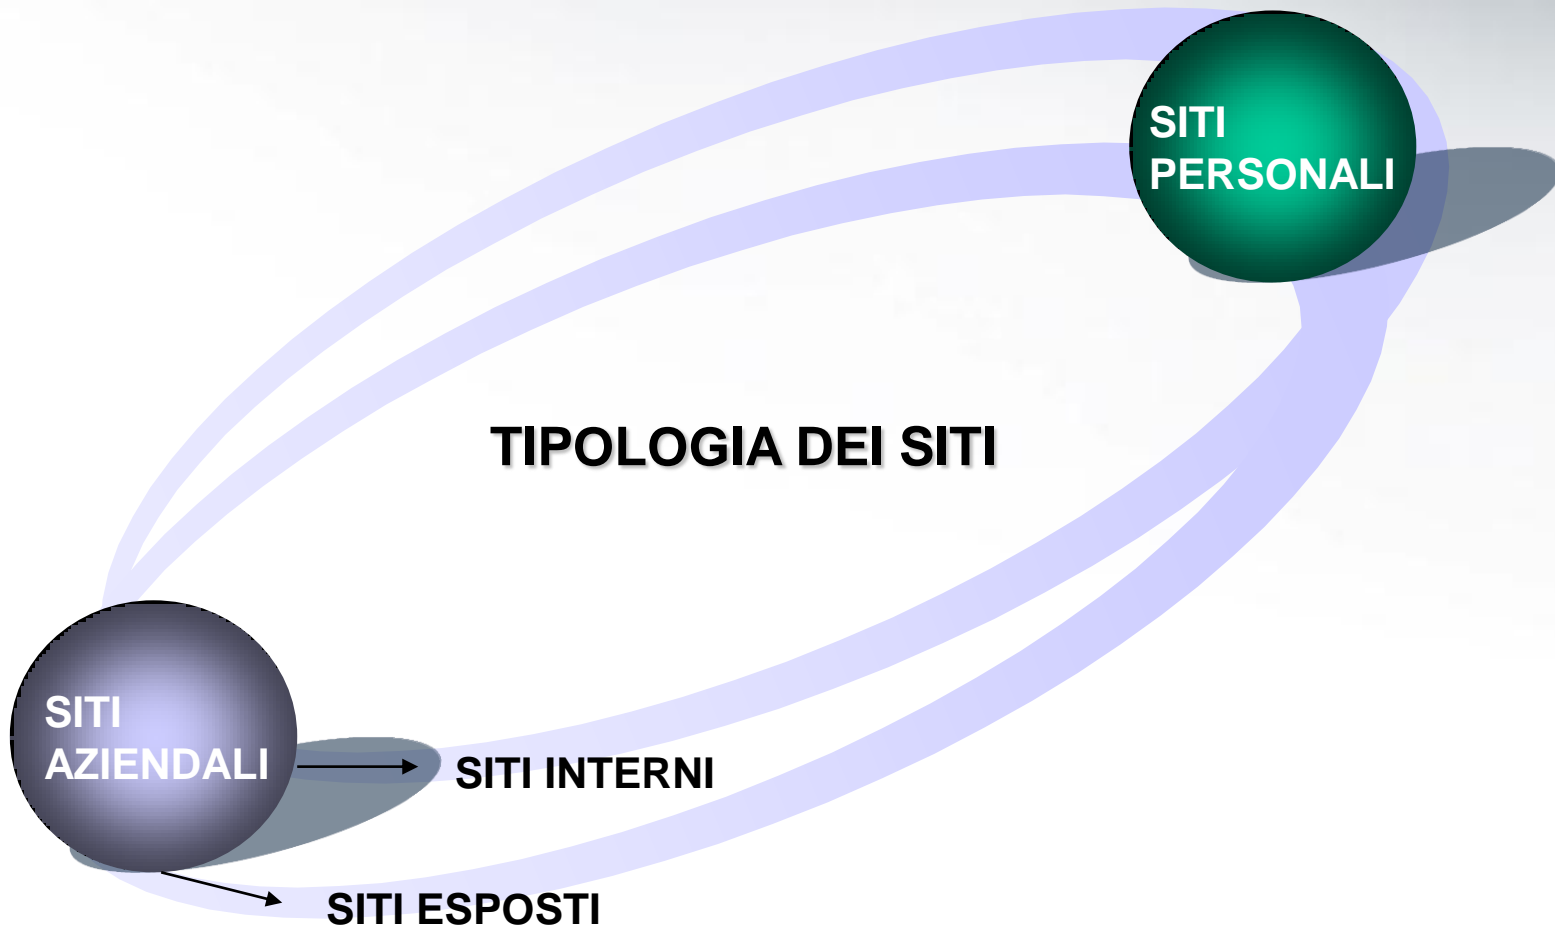 SITI
PERSONALI
TIPOLOGIA DEI SITI
SITI
AZIENDALI
SITI INTERNI
SITI ESPOSTI